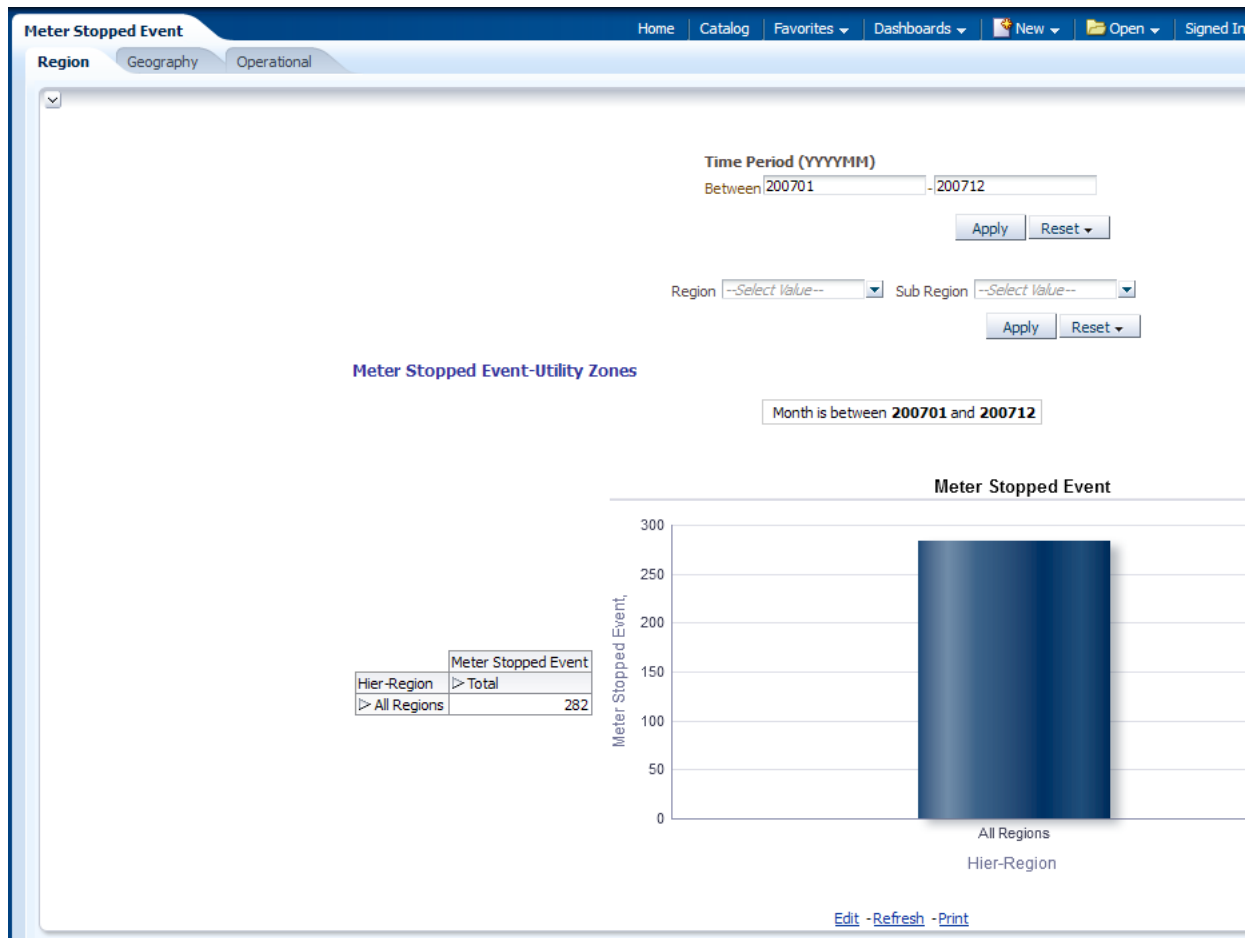 Meter Stopped Event
Home Catalog Favorites Dashboards New Open Signed In
Region Geography Operational
Time Period (YYYYMM)
Between 200701 - 200712
Apply Reset
Region --Select Value-- Sub Region --Select Value--
Apply Reset
Meter Stopped Event-Utility Zones
Month is between 200701 and 200712
Meter Stopped Event
Hier-Region Total
All Regions 282
Meter Stopped Event
Meter Stopped Event,
300
250
200
150
100
50
0
All Regions
Hier-Region
Edit - Refresh - Print